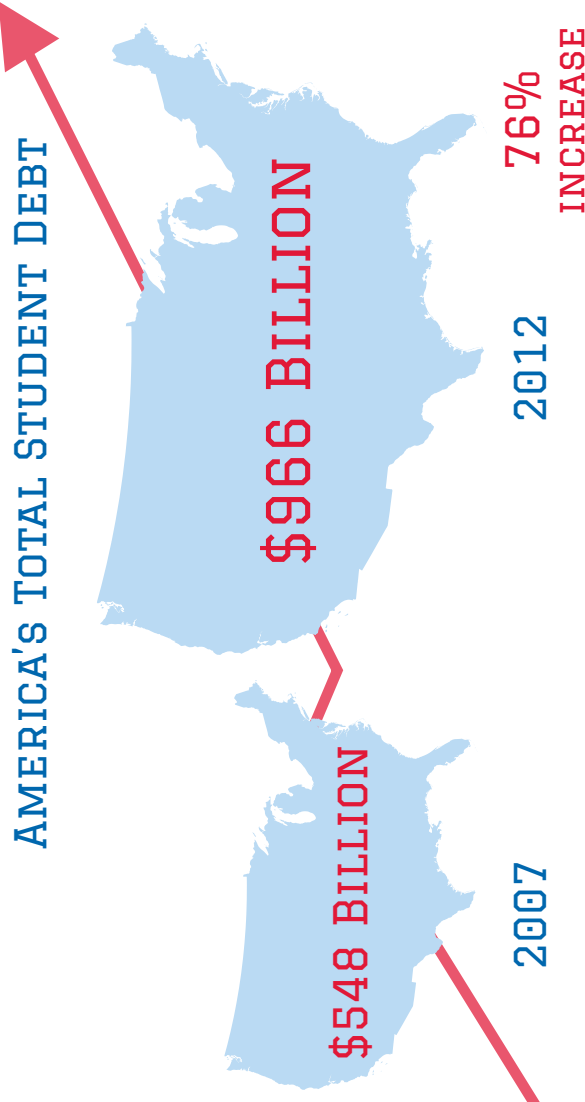 AMERICA'S TOTAL STUDENT DEBT
$548 BILLION
$966 BILLION
2007
2012
76%
INCREASE